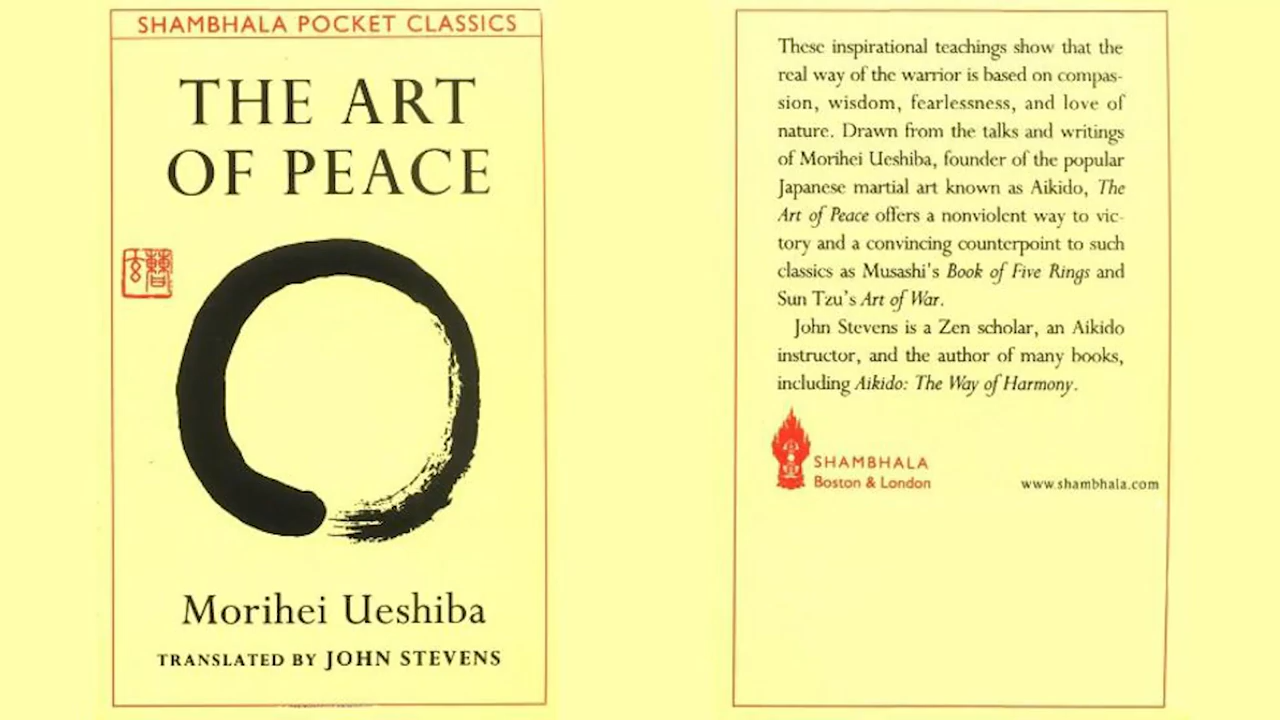 SHAMBHALA POCKET CLASSICS
THE ART
OF PEACE
Morihei Ueshiba
TRANSLATED BY JOHN STEVENS
These inspirational teachings show that the
real way of the warrior is based on compas-
sion, wisdom, fearlessness, and love of
nature. Drawn from the talks and writings
of Morihei Ueshiba, founder of the popular
Japanese martial art known as Aikido, The
Art of Peace offers a nonviolent way to vic-
tory and a convincing counterpoint to such
classics as Musashi's Book of Five Rings and
Sun Tzu's Art of War.
John Stevens is a Zen scholar, an Aikido
instructor, and the author of many books,
including Aikido: The Way of Harmony.
SHAMBHALA
Boston & London
www.shambhala.com